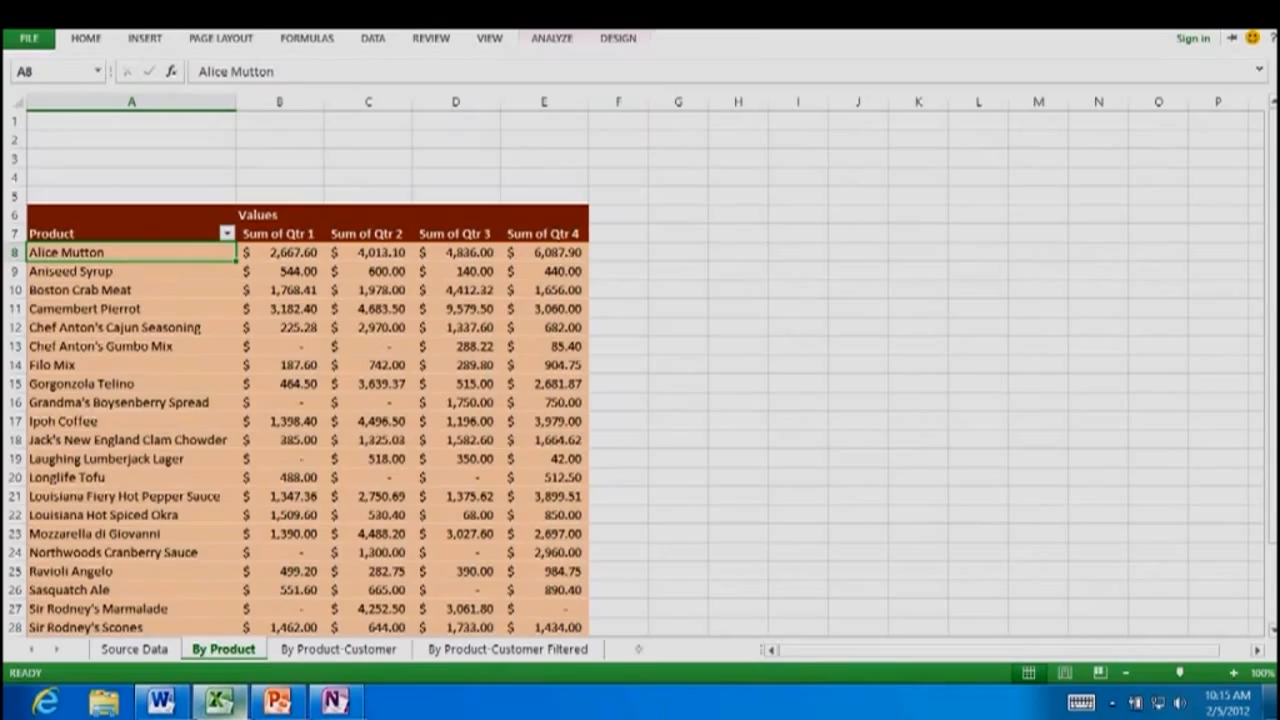 FILE HOME INSERT PAGE LAYOUT FORMULAS DATA REVIEW VIEW ANALYZE DESIGN Sign in ?
A8 fx Alice Mutton
A B C D E F G H I J K L M N O P
1
2
3
4
5
6 Values
7 Product Sum of Qtr 1 Sum of Qtr 2 Sum of Qtr 3 Sum of Qtr 4
8 Alice Mutton $ 2,667.60 $ 4,013.10 $ 4,836.00 $ 6,087.90
9 Aniseed Syrup $ 544.00 $ 600.00 $ 140.00 $ 440.00
10 Boston Crab Meat $ 1,768.41 $ 1,978.00 $ 4,412.32 $ 1,656.00
11 Camembert Pierrot $ 3,182.40 $ 4,683.50 $ 9,579.50 $ 3,060.00
12 Chef Anton's Cajun Seasoning $ 225.28 $ 2,970.00 $ 1,337.60 $ 682.00
13 Chef Anton's Gumbo Mix $ - $ - $ 288.22 $ 85.40
14 Filo Mix $ 187.60 $ 742.00 $ 289.80 $ 904.75
15 Gorgonzola Telino $ 464.50 $ 3,639.37 $ 515.00 $ 2,681.87
16 Grandma's Boysenberry Spread $ - $ - $ 1,750.00 $ 750.00
17 Ipoh Coffee $ 1,398.40 $ 4,496.50 $ 1,196.00 $ 3,979.00
18 Jack's New England Clam Chowder $ 385.00 $ 1,325.03 $ 1,582.60 $ 1,664.62
19 Laughing Lumberjack Lager $ - $ 518.00 $ 350.00 $ 42.00
20 Longlife Tofu $ 488.00 $ - $ - $ 512.50
21 Louisiana Fiery Hot Pepper Sauce $ 1,347.36 $ 2,750.69 $ 1,375.62 $ 3,899.51
22 Louisiana Hot Spiced Okra $ 1,509.60 $ 530.40 $ 68.00 $ 850.00
23 Mozzarella di Giovanni $ 1,390.00 $ 4,488.20 $ 3,027.60 $ 2,697.00
24 Northwoods Cranberry Sauce $ - $ 1,300.00 $ - $ 2,960.00
25 Ravioli Angelo $ 499.20 $ 282.75 $ 390.00 $ 984.75
26 Sasquatch Ale $ 551.60 $ 665.00 $ - $ 890.40
27 Sir Rodney's Marmalade $ - $ 4,252.50 $ 3,061.80 $ -
28 Sir Rodney's Scones $ 1,462.00 $ 644.00 $ 1,733.00 $ 1,434.00
Source Data By Product By Product-Customer By Product-Customer Filtered
READY 100%
10:15 AM
2/5/2012